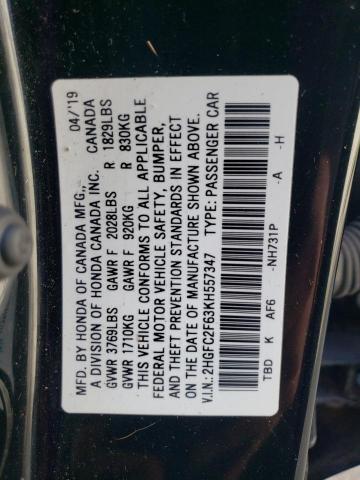 MFD. BY HONDA OF CANADA MFG., 04/'19
A DIVISION OF HONDA CANADA INC. CANADA
GVWR 3769LBS GAWR F 2028LBS R 1829LBS
GVWR 1710KG GAWR F 920KG R 830KG
THIS VEHICLE CONFORMS TO ALL APPLICABLE
FEDERAL MOTOR VEHICLE SAFETY, BUMPER,
AND THEFT PREVENTION STANDARDS IN EFFECT
ON THE DATE OF MANUFACTURE SHOWN ABOVE.
V.I.N.: 2HGFC2F63KH557347 TYPE: PASSENGER CAR
TBD K AF6 -NH731P -A -H